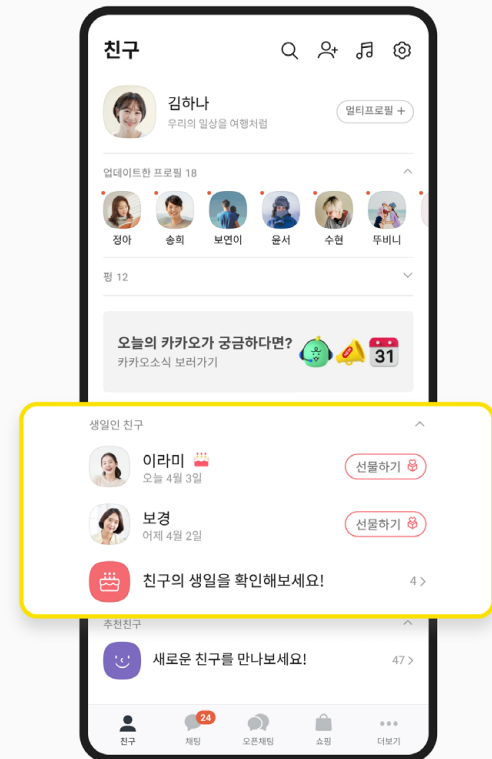 친구
김하나
우리의 일상을 여행처럼
멀티프로필 +
업데이트한 프로필 18
정아 송희 보연이 윤서 수현 뚜비니
펑 12
오늘의 카카오가 궁금하다면?
카카오소식 보러가기
31
생일인 친구
이라미
오늘 4월 3일
선물하기
보경
어제 4월 2일
선물하기
친구의 생일을 확인해보세요! 4 >
추천친구
새로운 친구를 만나보세요! 47 >
24
친구 채팅 오픈채팅 쇼핑 더보기